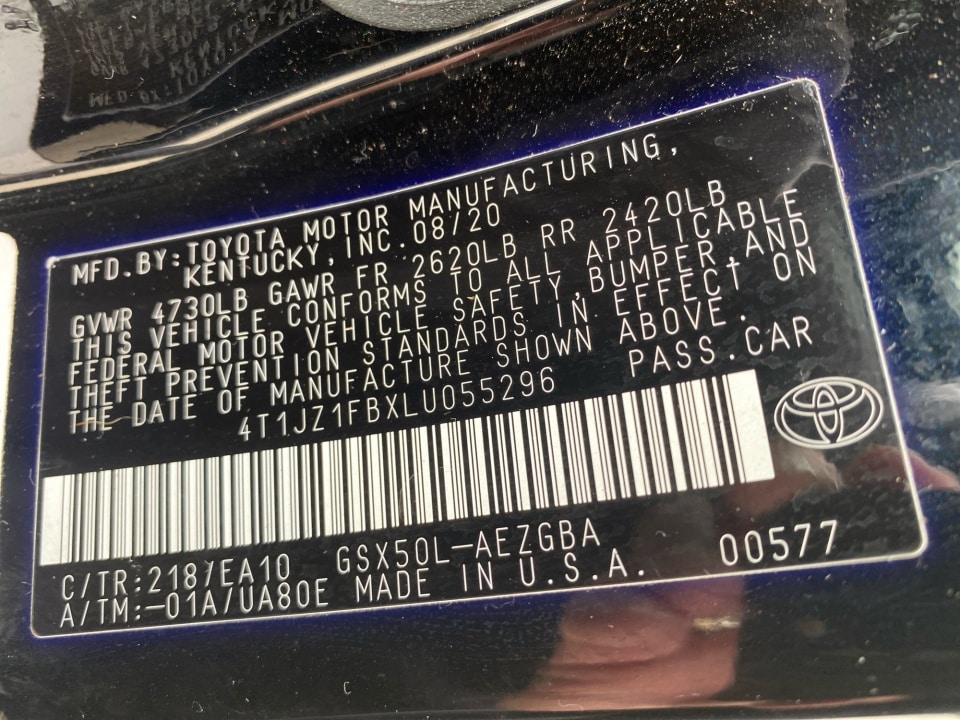 MFD.BY:TOYOTA MOTOR MANUFACTURING,
KENTUCKY,INC.08/20
GVWR 4730LB GAWR FR 2620LB RR 2420LB
THIS VEHICLE CONFORMS TO ALL APPLICABLE
FEDERAL MOTOR VEHICLE SAFETY,BUMPER,AND
THEFT PREVENTION STANDARDS IN EFFECT ON
THE DATE OF MANUFACTURE SHOWN ABOVE.
4T1JZ1FBXLU055296 PASS.CAR
C/TR:218/EA10 GSX50L-AEZGBA
A/TM:-01A/UA80E MADE IN U.S.A. 00577